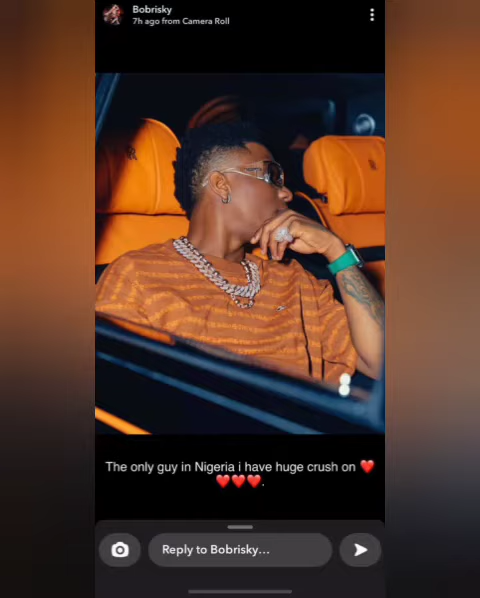 Bobrisky
7h ago from Camera Roll
The only guy in Nigeria i have huge crush on ❤️
❤️❤️❤️.
Reply to Bobrisky...